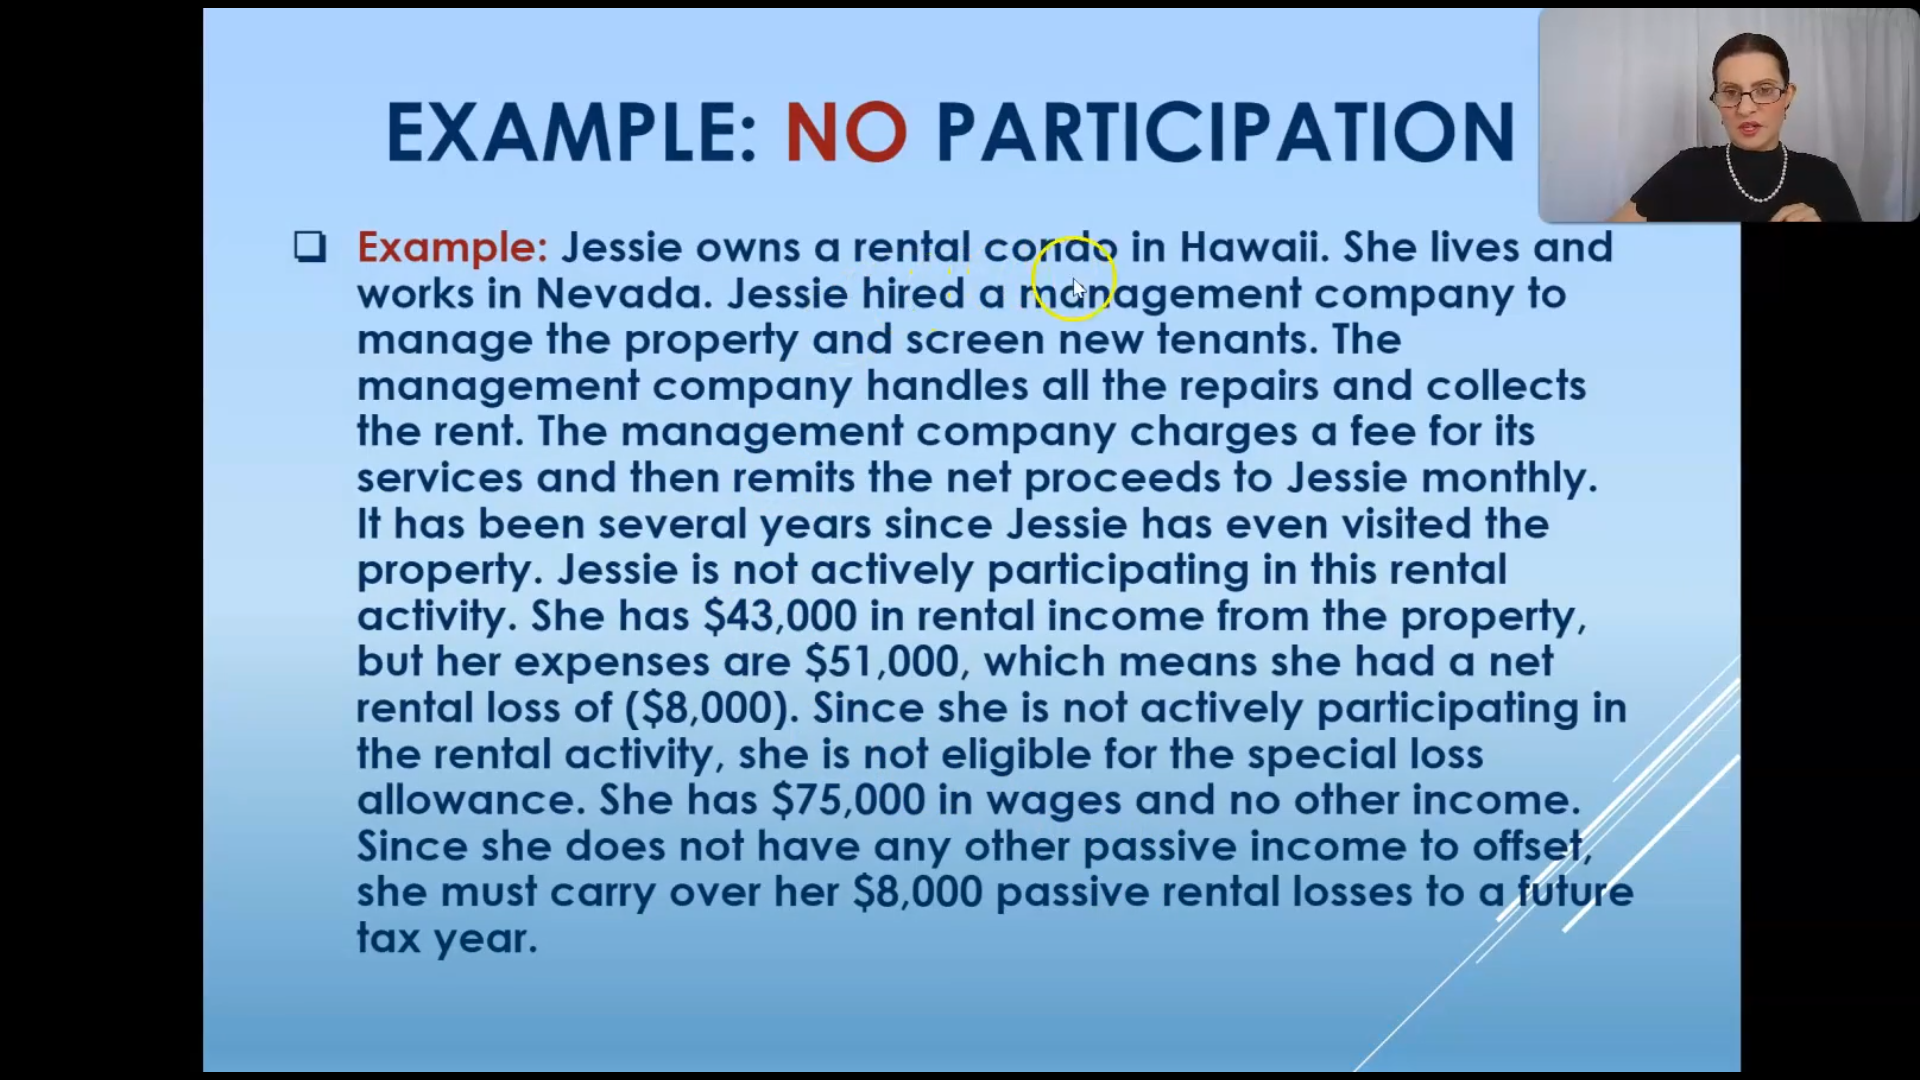 EXAMPLE: NO PARTICIPATION
Example: Jessie owns a rental condo in Hawaii. She lives and
works in Nevada. Jessie hired a management company to
manage the property and screen new tenants. The
management company handles all the repairs and collects
the rent. The management company charges a fee for its
services and then remits the net proceeds to Jessie monthly.
It has been several years since Jessie has even visited the
property. Jessie is not actively participating in this rental
activity. She has $43,000 in rental income from the property,
but her expenses are $51,000, which means she had a net
rental loss of ($8,000). Since she is not actively participating in
the rental activity, she is not eligible for the special loss
allowance. She has $75,000 in wages and no other income.
Since she does not have any other passive income to offset,
she must carry over her $8,000 passive rental losses to a future
tax year.